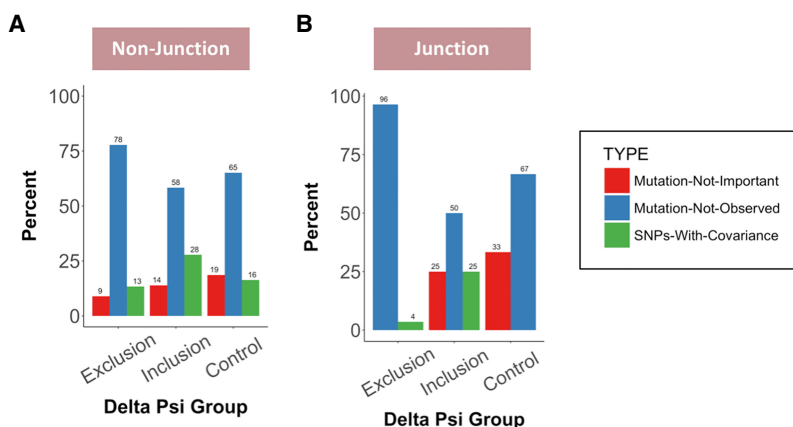 A
Non-Junction
Percent
100
75
50
25
0
9
78
13
14
58
28
19
65
16
Exclusion
Inclusion
Control
Delta Psi Group
B
Junction
Percent
100
75
50
25
0
96
4
25
50
25
33
67
Exclusion
Inclusion
Control
Delta Psi Group
TYPE
Mutation-Not-Important
Mutation-Not-Observed
SNPs-With-Covariance